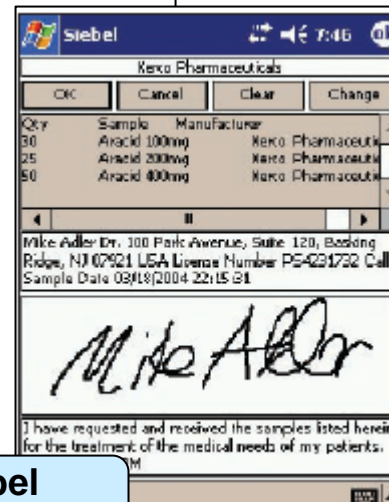 Siebel 7:46
Xerco Pharmaceuticals
OK Cancel Clear Change
Qty Sample Manufacturer
30 Aracid 100mg Xerco Pharmaceutic
25 Aracid 200mg Xerco Pharmaceutic
50 Aracid 400mg Xerco Pharmaceutic
Mike Adler Dr. 100 Park Avenue, Suite 120, Basking
Ridge, NJ 07921 USA License Number PS4231732 Call
Sample Date 03/18/2004 22:15:31
Mike Adler
I have requested and received the samples listed herein
for the treatment of the medical needs of my patients.